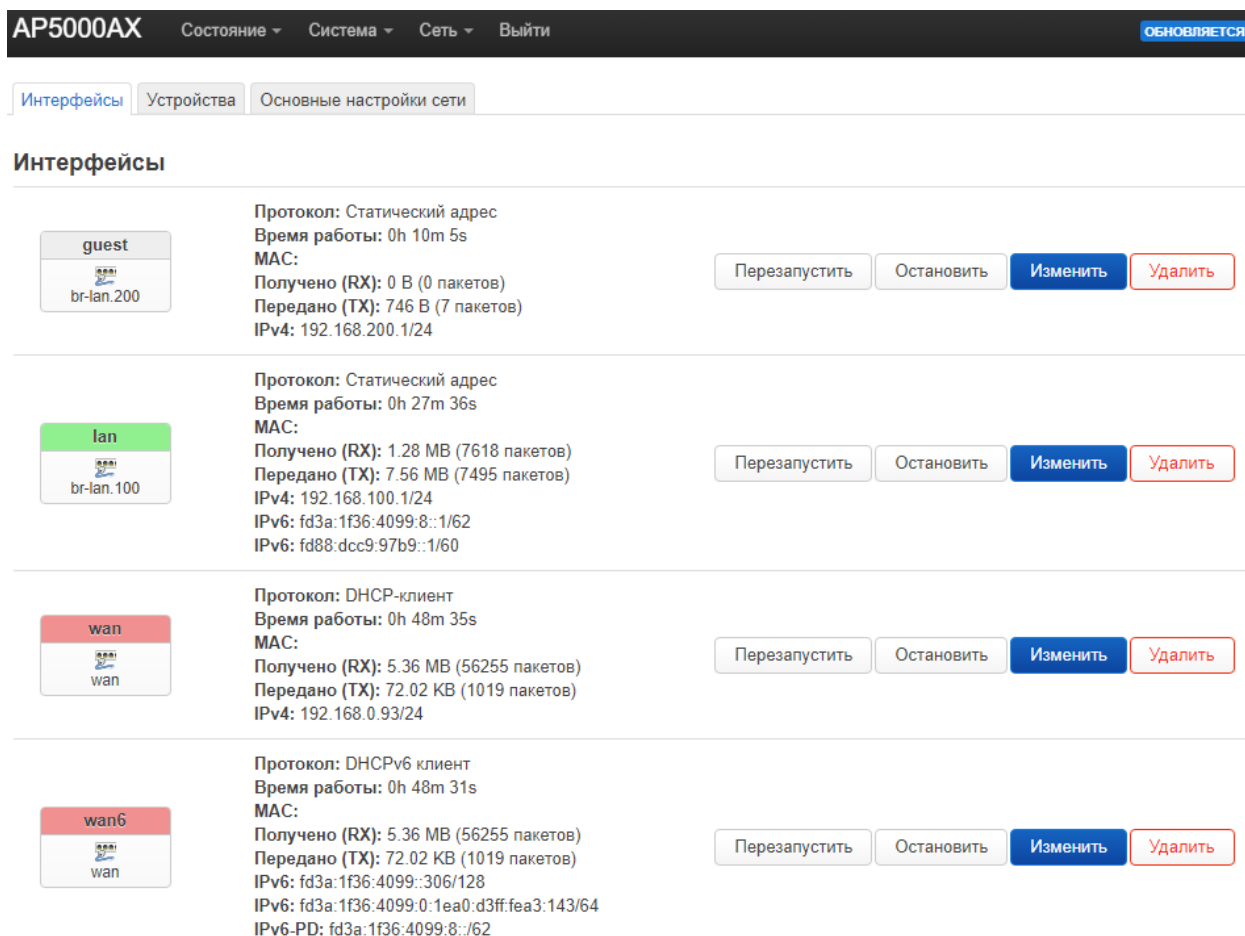 AP5000AX Состояние Система Сеть Выйти ОБНОВЛЯЕТСЯ
Интерфейсы Устройства Основные настройки сети
Интерфейсы
guest
br-lan.200
Протокол: Статический адрес
Время работы: 0h 10m 5s
MAC:
Получено (RX): 0 B (0 пакетов)
Передано (TX): 746 B (7 пакетов)
IPv4: 192.168.200.1/24
Перезапустить Остановить Изменить Удалить
lan
br-lan.100
Протокол: Статический адрес
Время работы: 0h 27m 36s
MAC:
Получено (RX): 1.28 MB (7618 пакетов)
Передано (TX): 7.56 MB (7495 пакетов)
IPv4: 192.168.100.1/24
IPv6: fd3a:1f36:4099:8::1/62
IPv6: fd88:dcc9:97b9::1/60
Перезапустить Остановить Изменить Удалить
wan
wan
Протокол: DHCP-клиент
Время работы: 0h 48m 35s
MAC:
Получено (RX): 5.36 MB (56255 пакетов)
Передано (TX): 72.02 KB (1019 пакетов)
IPv4: 192.168.0.93/24
Перезапустить Остановить Изменить Удалить
wan6
wan
Протокол: DHCPv6 клиент
Время работы: 0h 48m 31s
MAC:
Получено (RX): 5.36 MB (56255 пакетов)
Передано (TX): 72.02 KB (1019 пакетов)
IPv6: fd3a:1f36:4099::306/128
IPv6: fd3a:1f36:4099:0:1ea0:d3ff:fea3:143/64
IPv6-PD: fd3a:1f36:4099:8::/62
Перезапустить Остановить Изменить Удалить